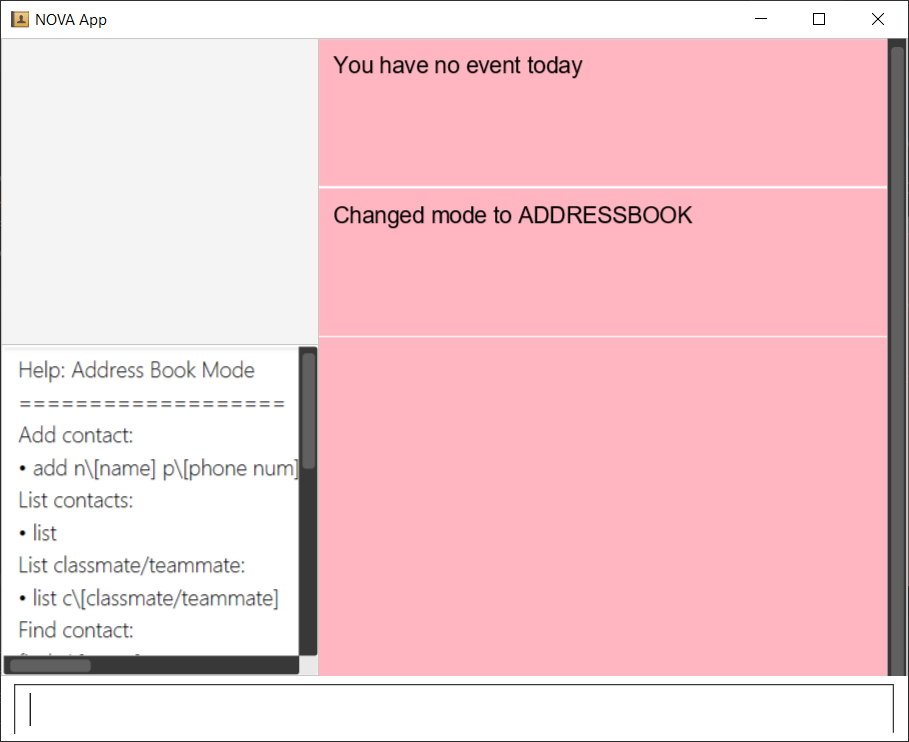 NOVA App
You have no event today
Changed mode to ADDRESSBOOK
Help: Address Book Mode
===================
Add contact:
• add n\[name] p\[phone num]
List contacts:
• list
List classmate/teammate:
• list c\[classmate/teammate]
Find contact: